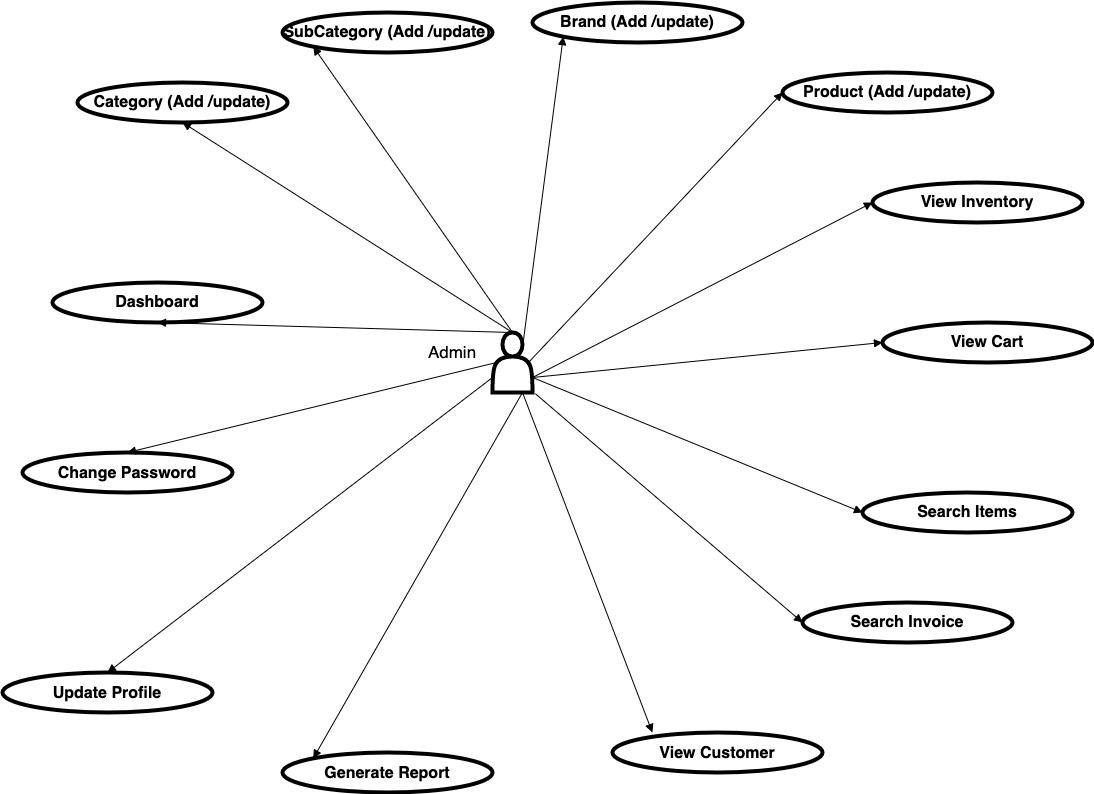 Brand (Add /update)
SubCategory (Add /update)
Product (Add /update)
Category (Add /update)
View Inventory
Dashboard
View Cart
Admin
Change Password
Search Items
Search Invoice
Update Profile
View Customer
Generate Report